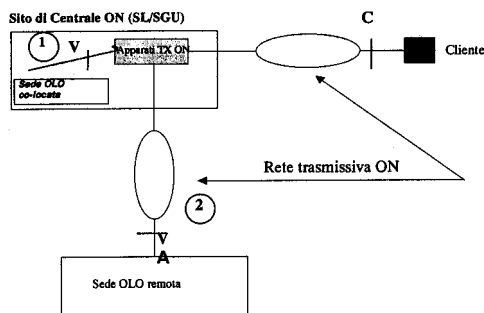 Sito di Centrale ON (SL/SGU)
1
V
Apparati TX ON
C
Cliente
Sede OLO
co-locata
Rete trasmissiva ON
2
V
A
Sede OLO remota